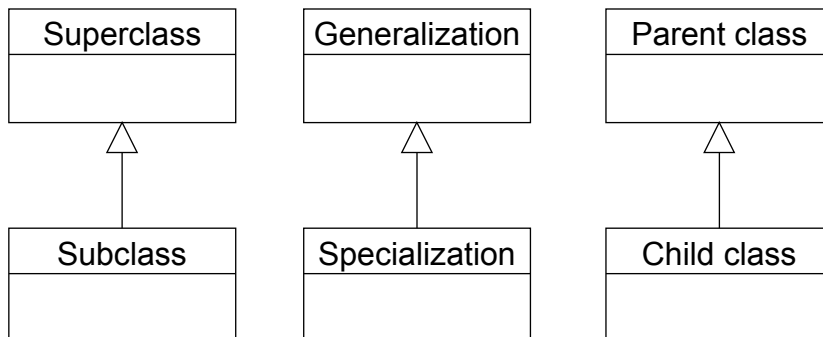 Superclass
Generalization
Parent class
Subclass
Specialization
Child class